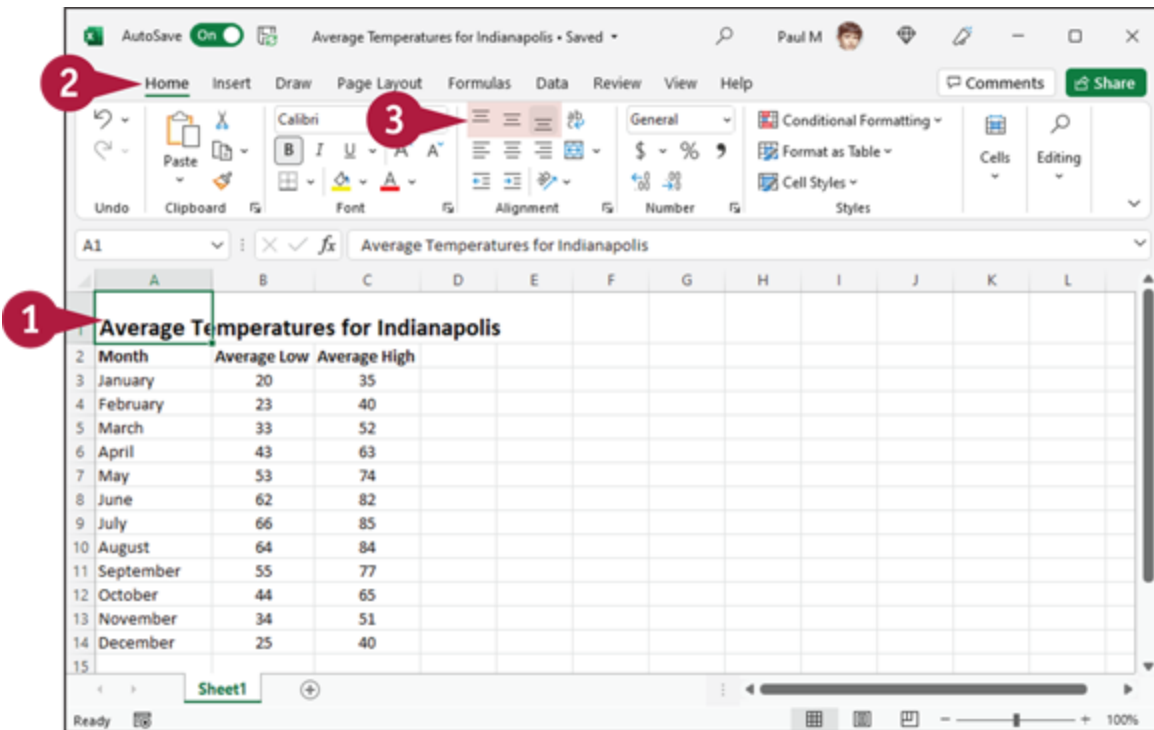 AutoSave On Average Temperatures for Indianapolis • Saved Paul M
2 Home Insert Draw Page Layout Formulas Data Review View Help Comments Share
3
Calibri General Conditional Formatting
Paste B I U A A $ % 9 Format as Table Cells Editing
A Cell Styles
Undo Clipboard Font Alignment Number Styles
A1 fx Average Temperatures for Indianapolis
A B C D E F G H I J K L
1
1 Average Temperatures for Indianapolis
2 Month Average Low Average High
3 January 20 35
4 February 23 40
5 March 33 52
6 April 43 63
7 May 53 74
8 June 62 82
9 July 66 85
10 August 64 84
11 September 55 77
12 October 44 65
13 November 34 51
14 December 25 40
15
Sheet1
Ready 100%